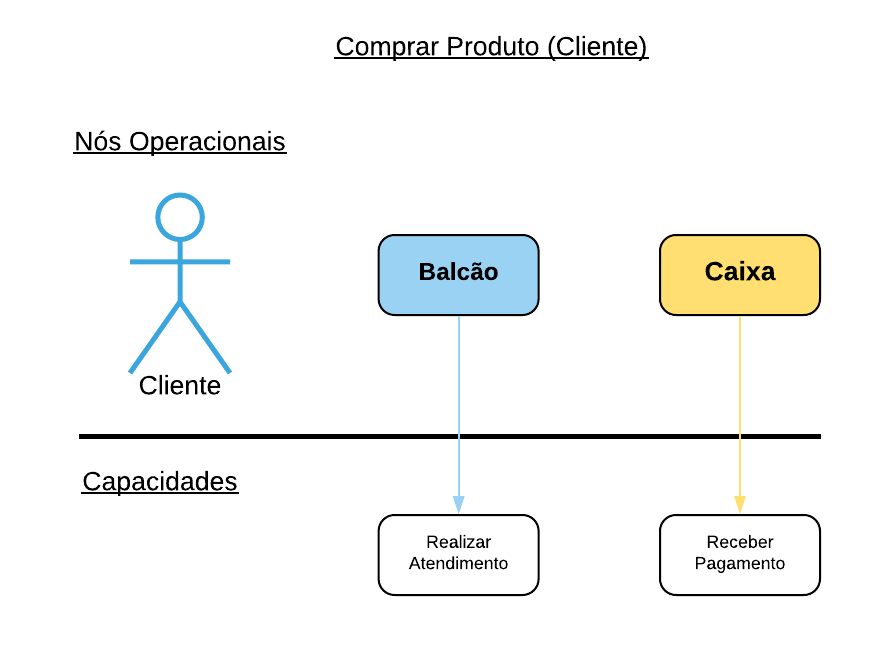 Comprar Produto (Cliente)
Nós Operacionais
Balcão
Caixa
Cliente
Capacidades
Realizar
Atendimento
Receber
Pagamento